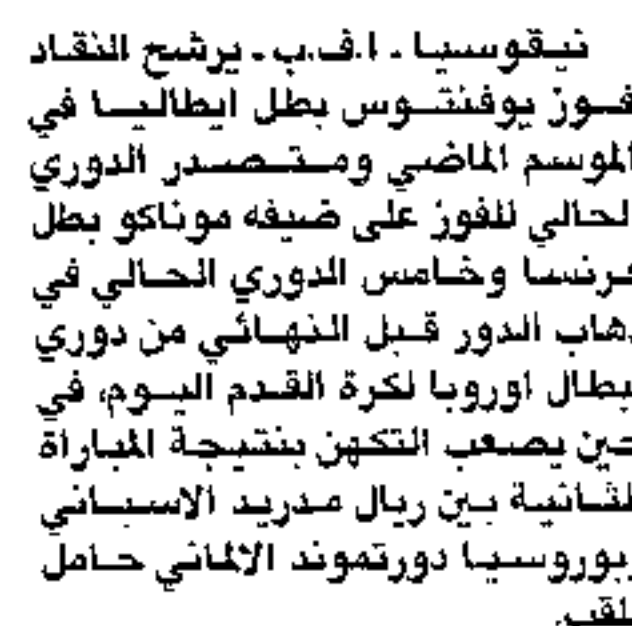 نيقوسيا ـ ا.ف.ب ـ يرشح النقاد
فوز يوفنتوس بطل ايطاليا في
الموسم الماضي ومتصدر الدوري
الحالي للفوز على ضيفه موناكو بطل
فرنسا وخامس الدوري الحالي في
ذهاب الدور قبل النهائي من دوري
ابطال اوروبا لكرة القدم اليوم، في
حين يصعب التكهن بنتيجة المباراة
الثانية بين ريال مدريد الاسباني
وبوروسيا دورتموند الالماني حامل
اللقب.